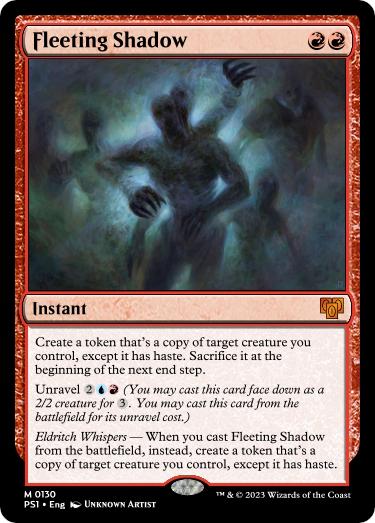 Fleeting Shadow
Instant
Create a token that's a copy of target creature you
control, except it has haste. Sacrifice it at the
beginning of the next end step.
Unravel 2 (You may cast this card face down as a
2/2 creature for 3. You may cast this card from the
battlefield for its unravel cost.)
Eldritch Whispers — When you cast Fleeting Shadow
from the battlefield, instead, create a token that's a
copy of target creature you control, except it has haste.
M 0130
PS1 • Eng Unknown Artist
™ & © 2023 Wizards of the Coast